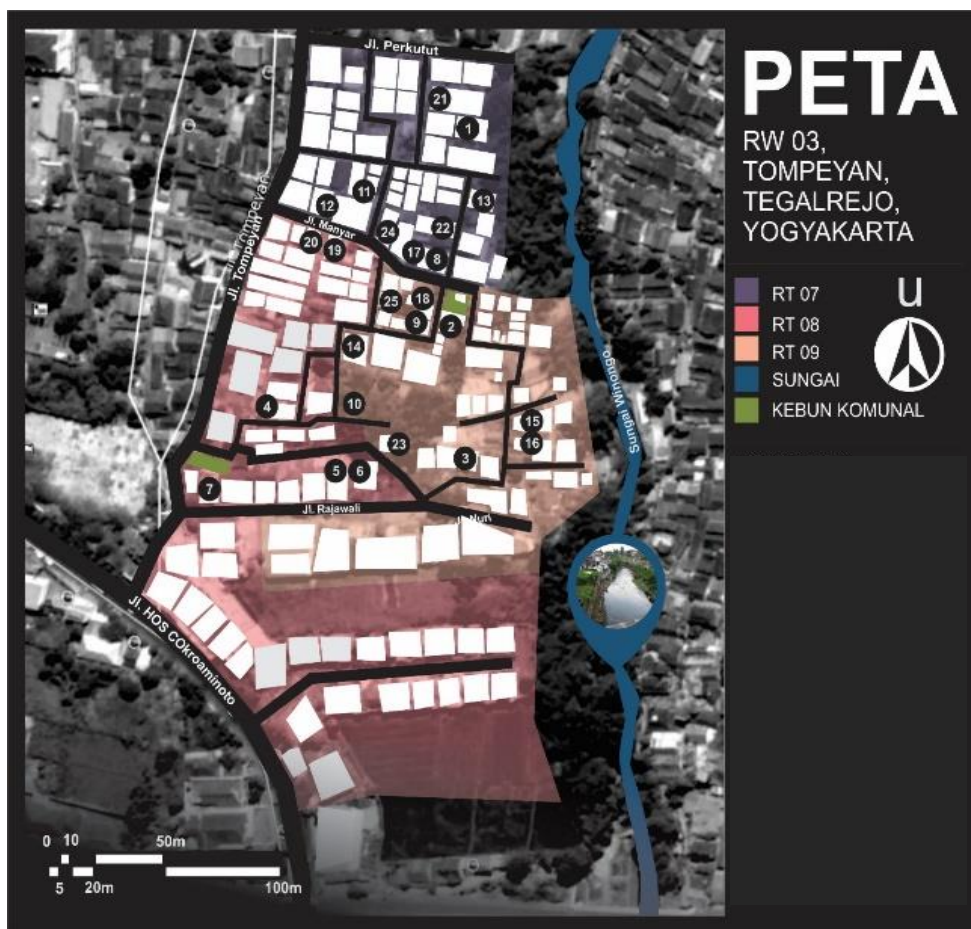 PETA
RW 03,
TOMPEYAN,
TEGALREJO,
YOGYAKARTA
RT 07
RT 08
RT 09
SUNGAI
KEBUN KOMUNAL
U
Jl. Perkutut
21
1
11
13
12
Jl. Manyar
24
22
17
8
20
19
Jl. Tompeyan
25
18
9
2
14
4
10
15
16
23
3
5
6
7
Jl. Rajawali
Nuri
Sungai Winongo
Jl. HOS COkroaminoto
0 10 50m
5 20m 100m